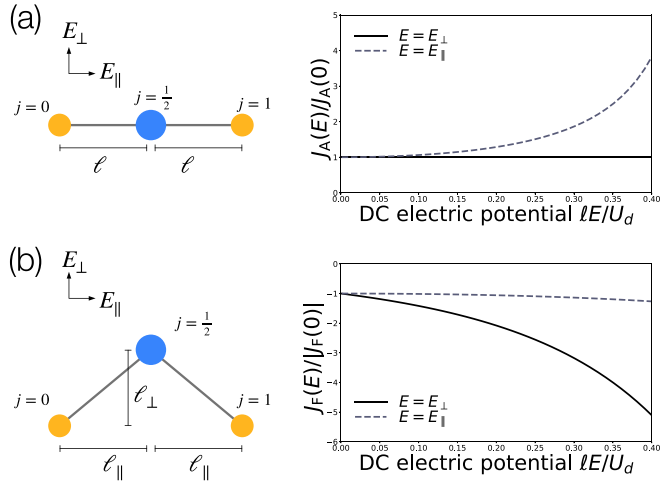 (a)
E⊥
E∥
j = 0
j = 1/2
j = 1
ℓ
ℓ
J_A(E)/J_A(0)
5
4
3
2
1
0
E = E⊥
E = E∥
0.00 0.05 0.10 0.15 0.20 0.25 0.30 0.35 0.40
DC electric potential ℓE/U_d
(b)
E⊥
E∥
j = 1/2
j = 0
j = 1
ℓ⊥
ℓ∥
ℓ∥
J_F(E)/|J_F(0)|
0
−1
−2
−3
−4
−5
−6
E = E⊥
E = E∥
0.00 0.05 0.10 0.15 0.20 0.25 0.30 0.35 0.40
DC electric potential ℓE/U_d